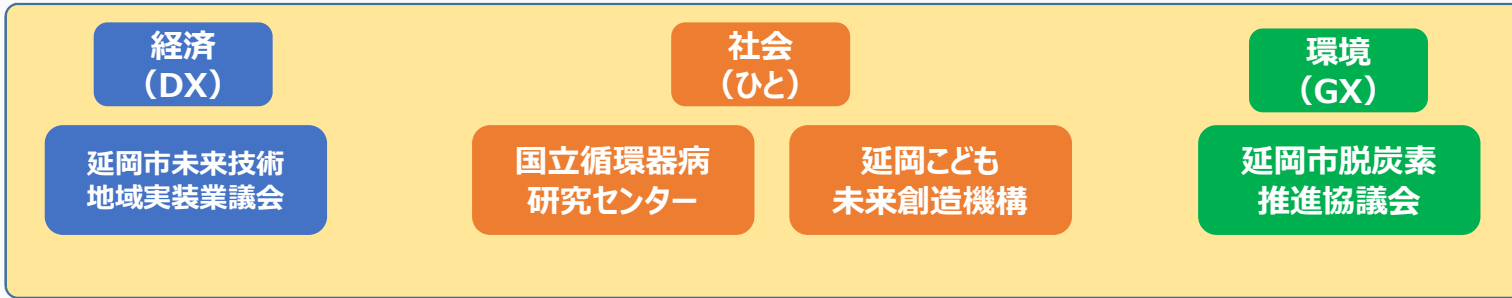 経済
（DX）
社会
（ひと）
環境
（GX）
延岡市未来技術
地域実装業議会
国立循環器病
研究センター
延岡こども
未来創造機構
延岡市脱炭素
推進協議会